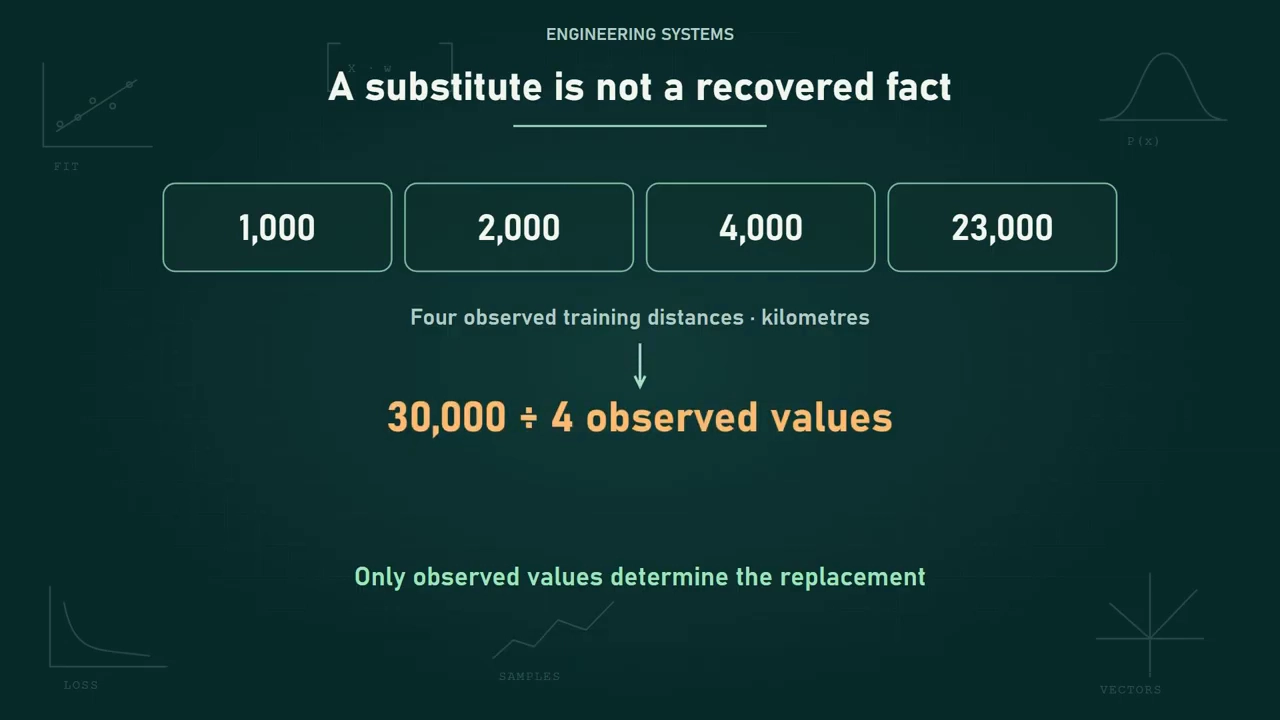 ENGINEERING SYSTEMS
x · w
A substitute is not a recovered fact
FIT
P(x)
1,000
2,000
4,000
23,000
Four observed training distances · kilometres
30,000 ÷ 4 observed values
Only observed values determine the replacement
LOSS
SAMPLES
VECTORS